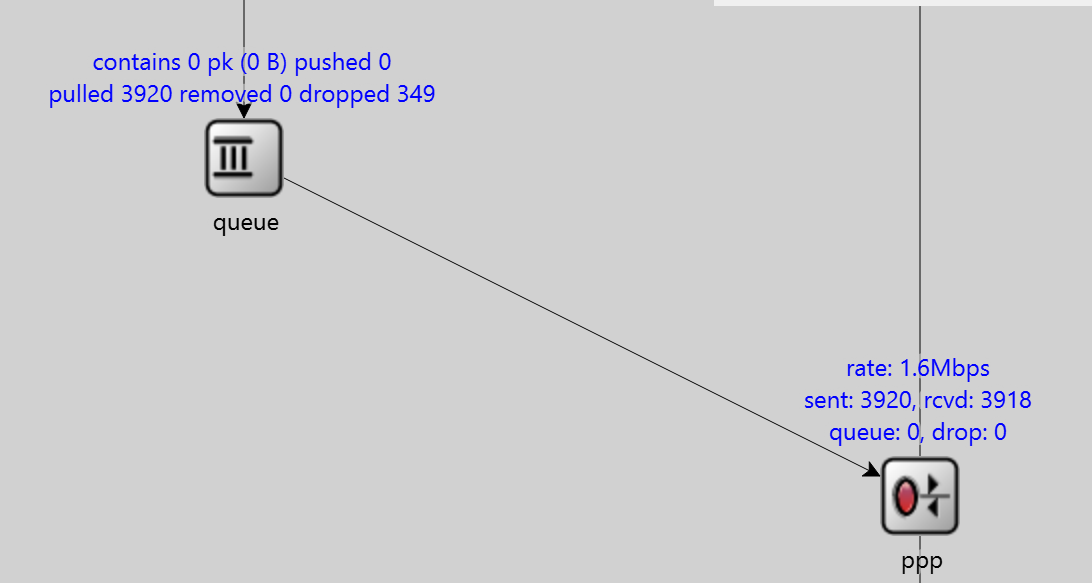 contains 0 pk (0 B) pushed 0
pulled 3920 removed 0 dropped 349
queue
rate: 1.6Mbps
sent: 3920, rcvd: 3918
queue: 0, drop: 0
ppp